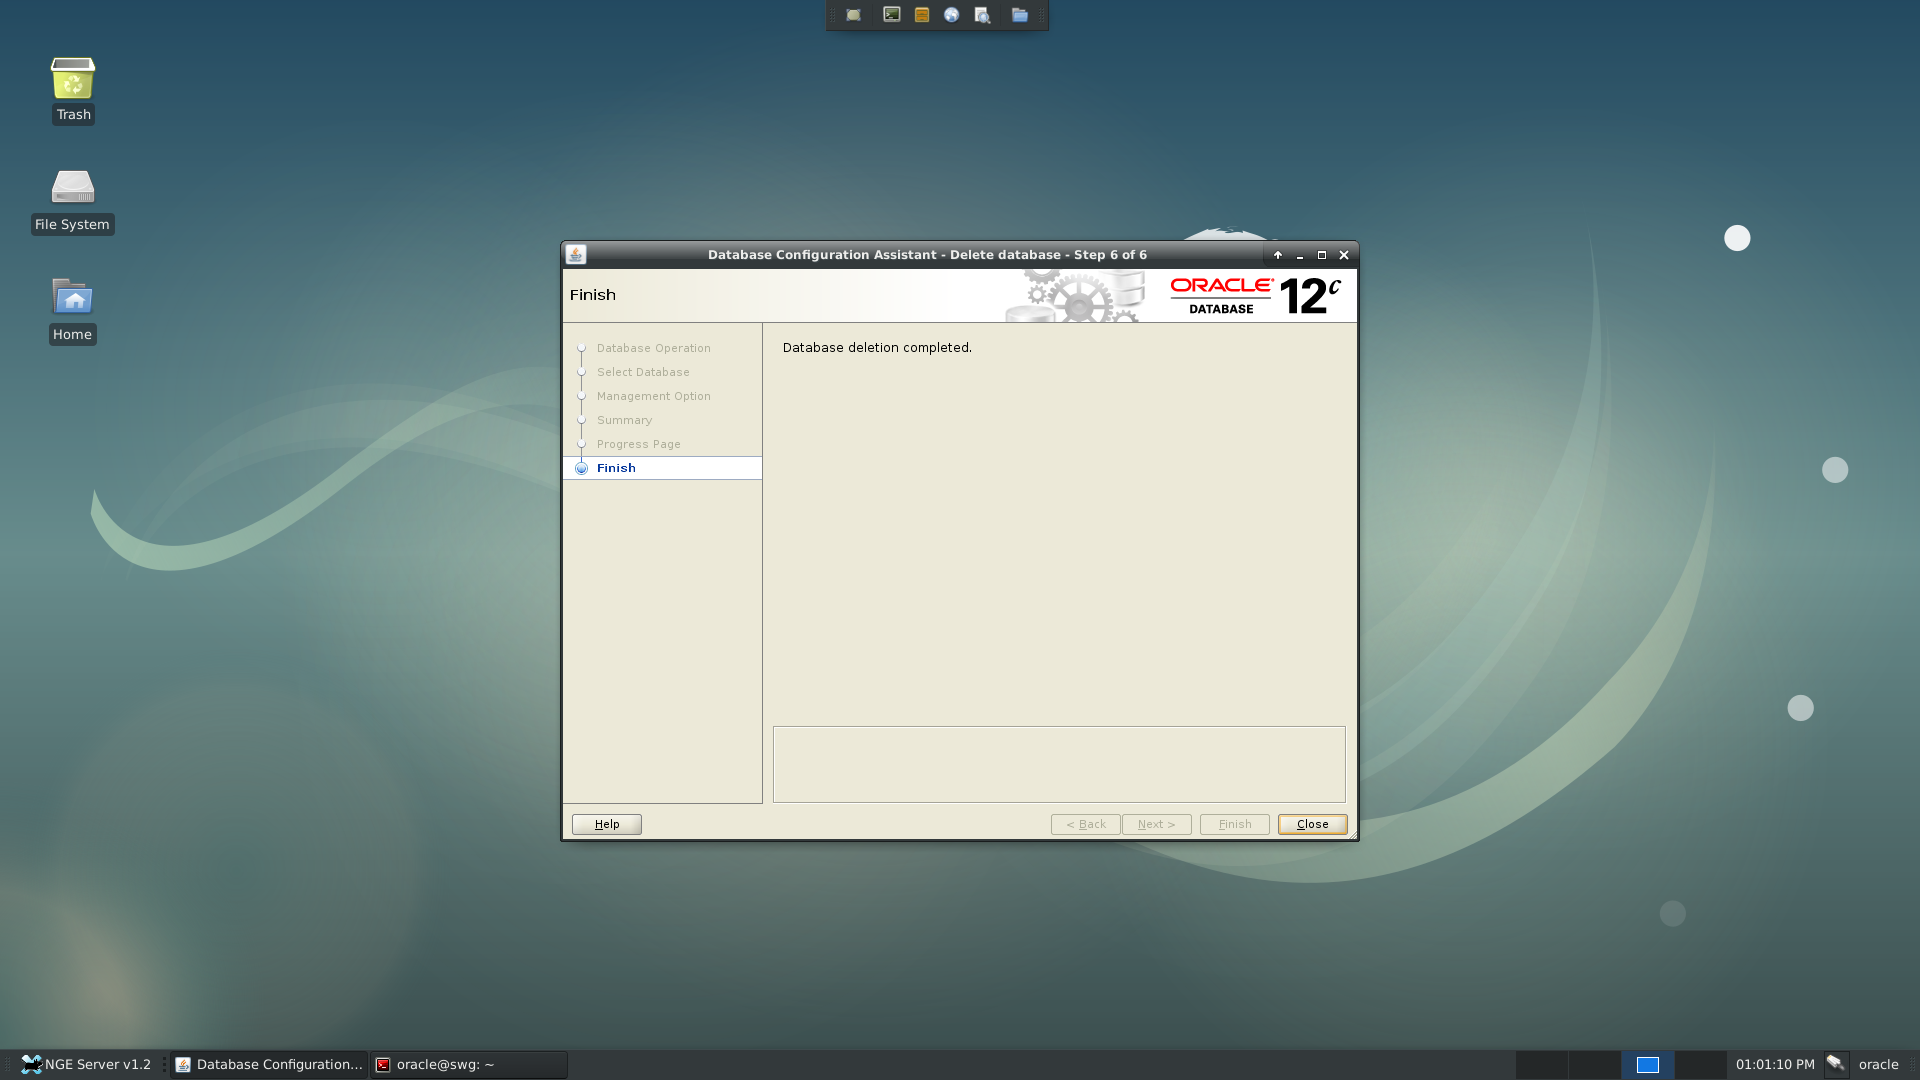 Trash
File System
Home
Database Configuration Assistant - Delete database - Step 6 of 6
Finish
ORACLE
DATABASE
12c
Database Operation
Select Database
Management Option
Summary
Progress Page
Finish
Database deletion completed.
Help
< Back
Next >
Finish
Close
NGE Server v1.2
Database Configuration...
oracle@swg: ~
01:01:10 PM
oracle